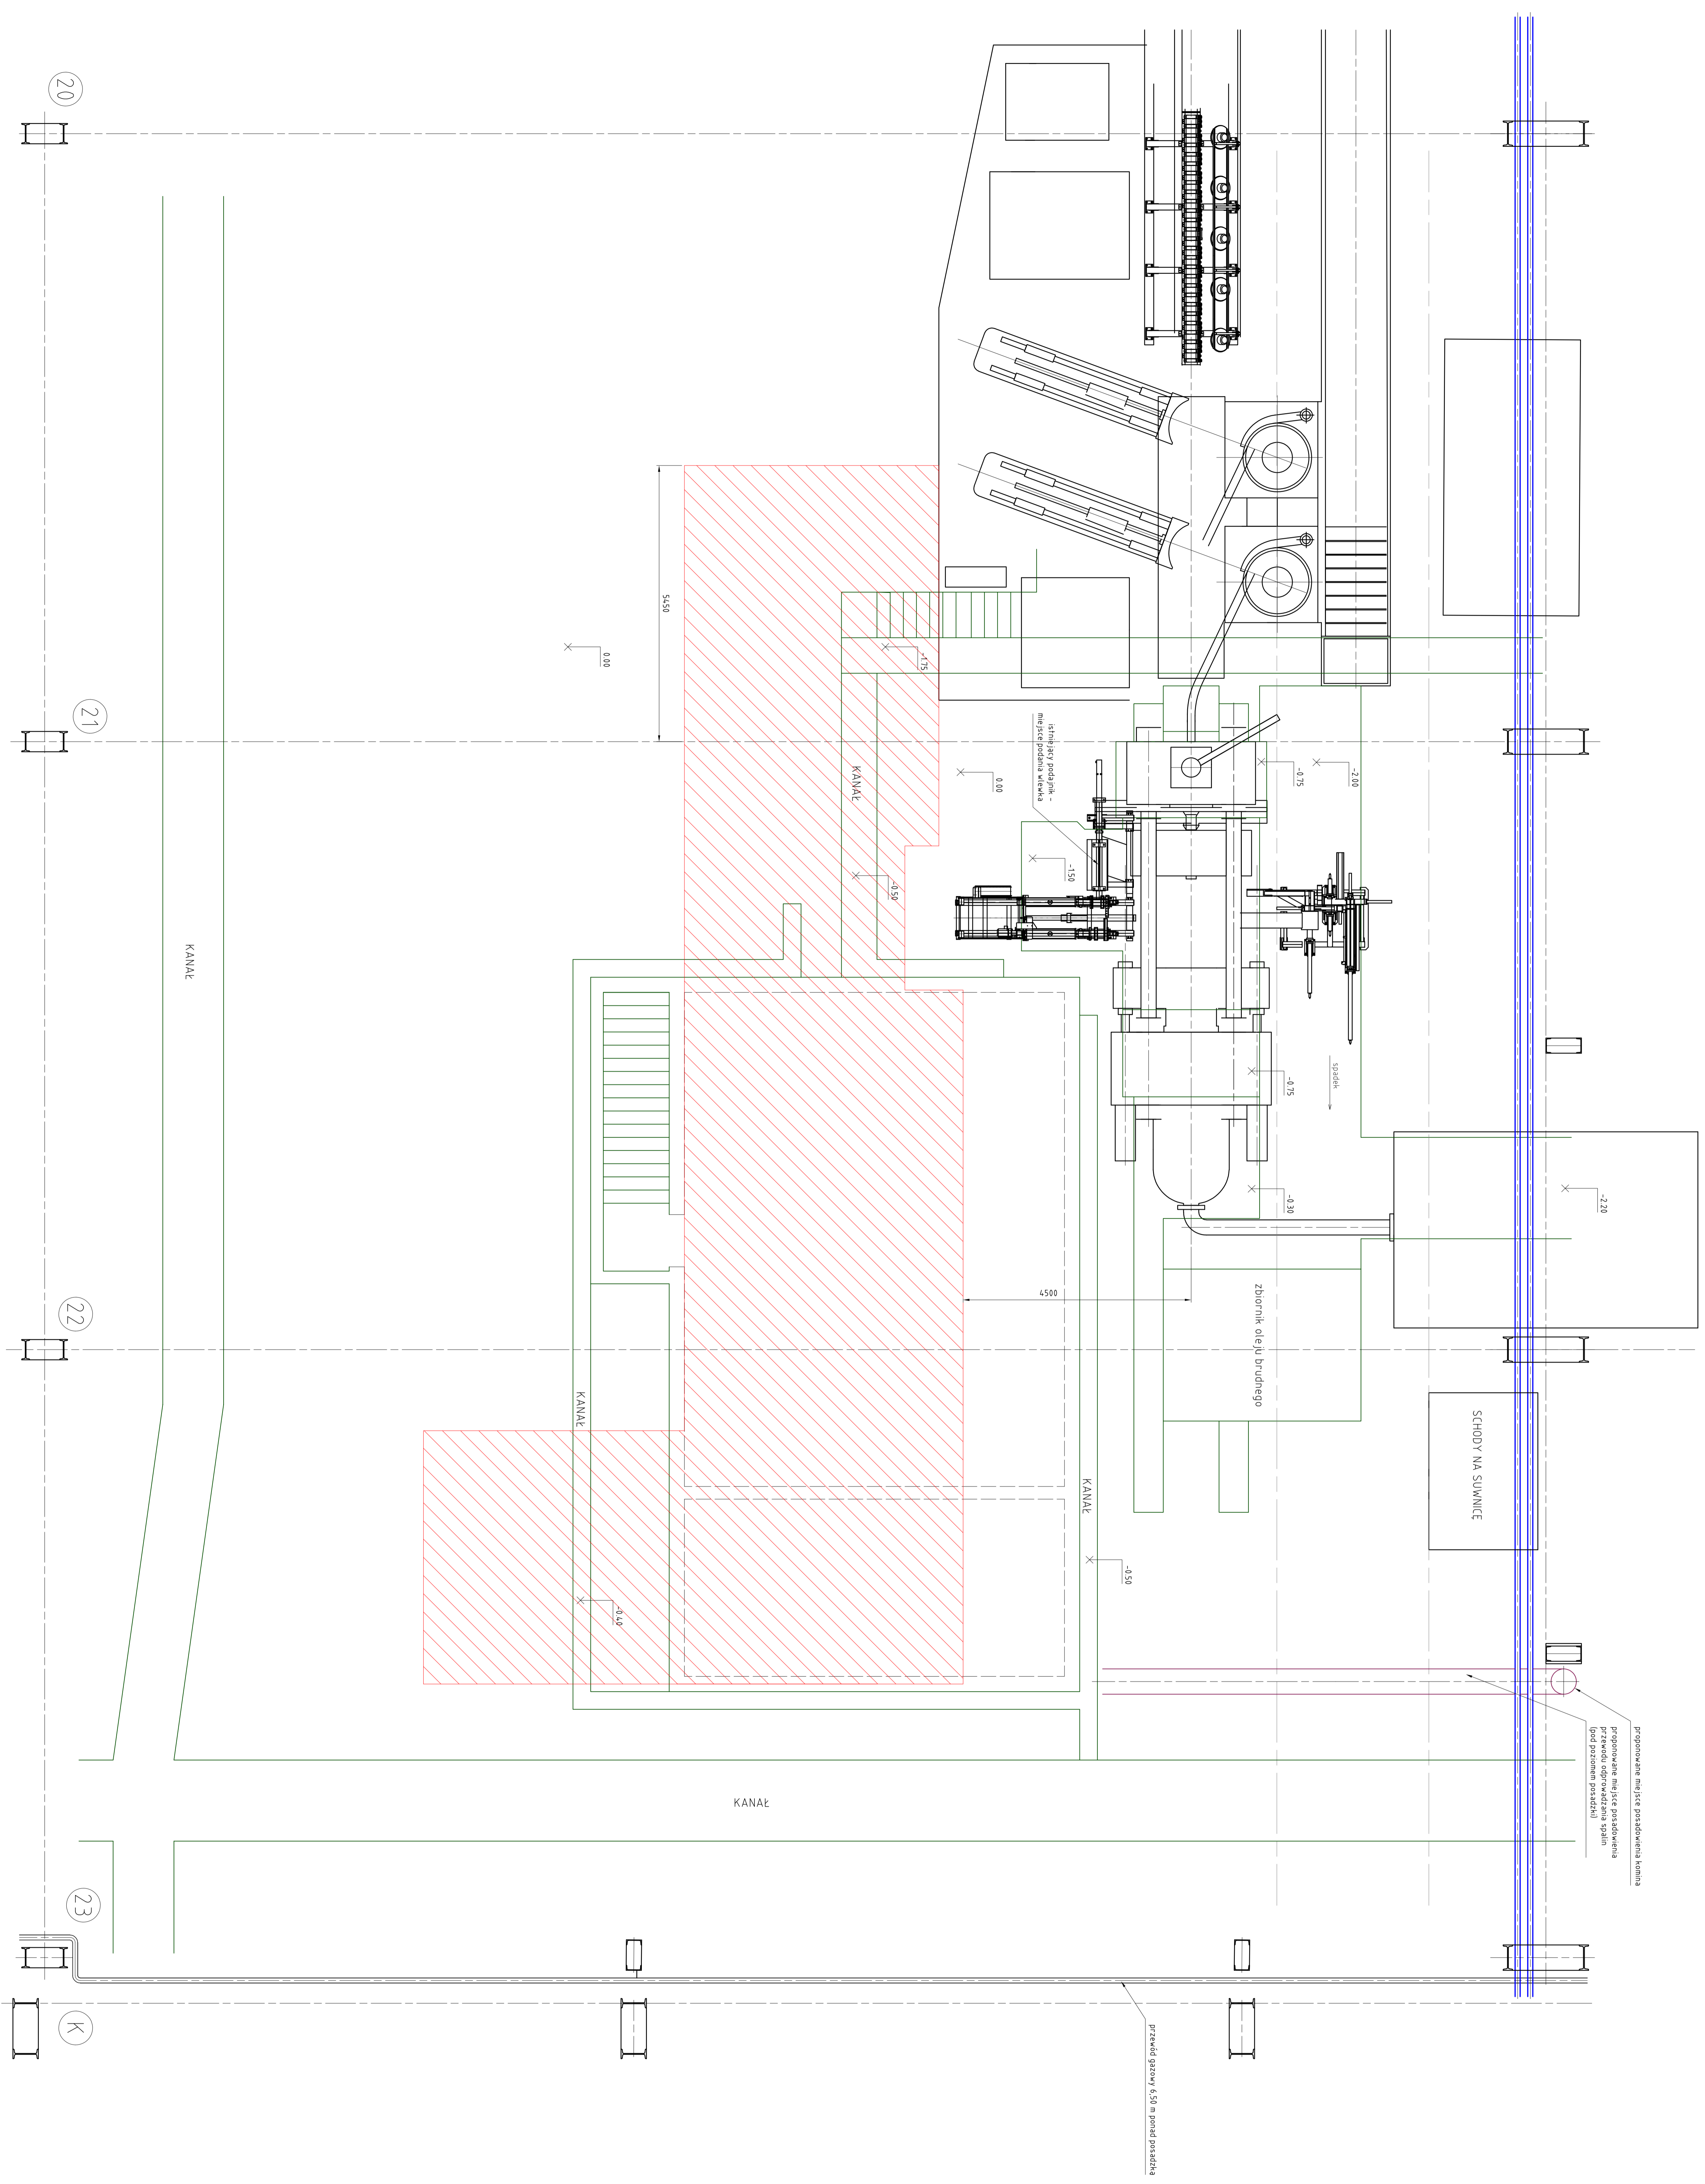 20
21
22
23
K
5450
4500
0.00
-1.75
0.00
-0.75
-2.00
-1.50
-0.50
-0.75
-0.30
-2.20
-0.50
-0.40
KANAŁ
KANAŁ
KANAŁ
KANAŁ
KANAŁ
istniejący podajnik -
miejsce podania wlewka
spadek
zbiornik oleju brudnego
SCHODY NA SUWNICĘ
proponowane miejsce posadowienia komina
proponowane miejsce posadowienia
przewodu odprowadzania spalin
(pod poziomem posadzki)
przewód gazowy 6,50 m ponad posadzką